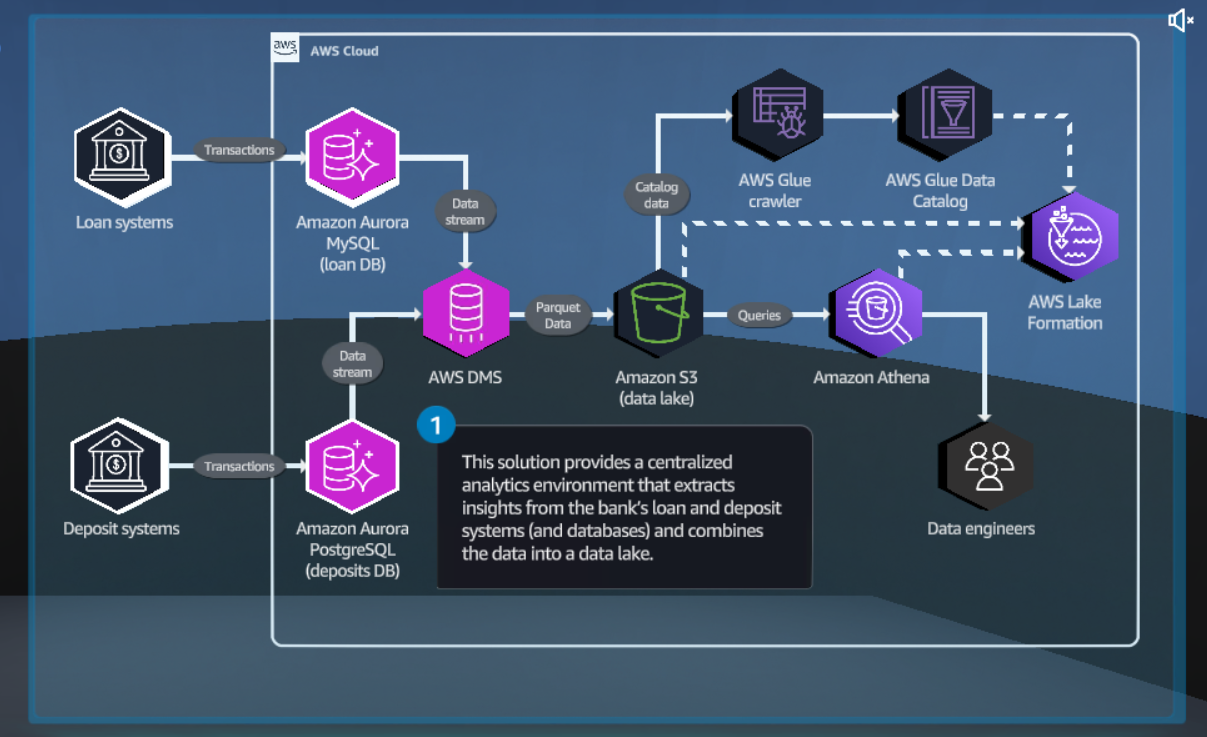 aws
AWS Cloud
Loan systems
Transactions
Amazon Aurora
MySQL
(loan DB)
Data
stream
Deposit systems
Transactions
Amazon Aurora
PostgreSQL
(deposits DB)
Data
stream
AWS DMS
Parquet
Data
Amazon S3
(data lake)
Catalog
data
AWS Glue
crawler
AWS Glue Data
Catalog
AWS Lake
Formation
Queries
Amazon Athena
Data engineers
1
This solution provides a centralized
analytics environment that extracts
insights from the bank's loan and deposit
systems (and databases) and combines
the data into a data lake.